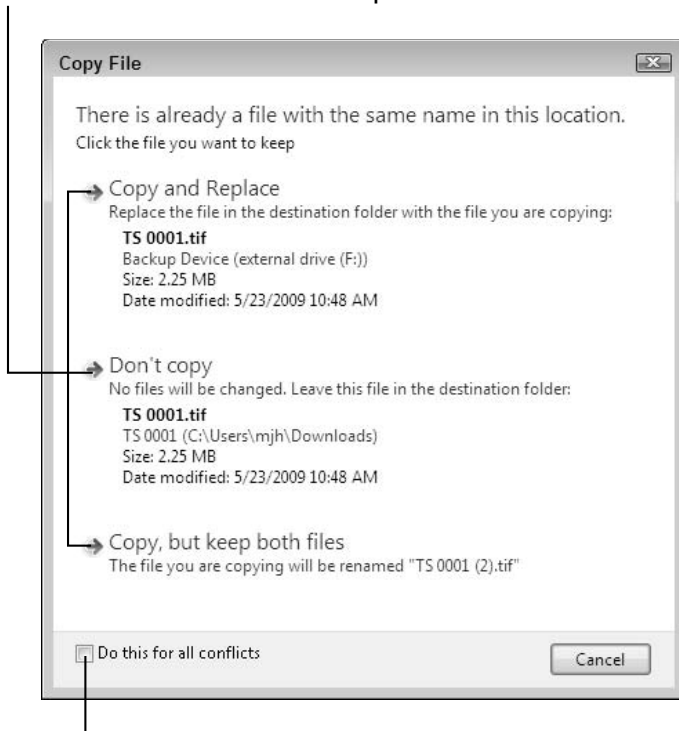 Copy File
There is already a file with the same name in this location.
Click the file you want to keep
Copy and Replace
Replace the file in the destination folder with the file you are copying:
TS 0001.tif
Backup Device (external drive (F:))
Size: 2.25 MB
Date modified: 5/23/2009 10:48 AM
Don't copy
No files will be changed. Leave this file in the destination folder:
TS 0001.tif
TS 0001 (C:\Users\mjh\Downloads)
Size: 2.25 MB
Date modified: 5/23/2009 10:48 AM
Copy, but keep both files
The file you are copying will be renamed "TS 0001 (2).tif"
Do this for all conflicts
Cancel